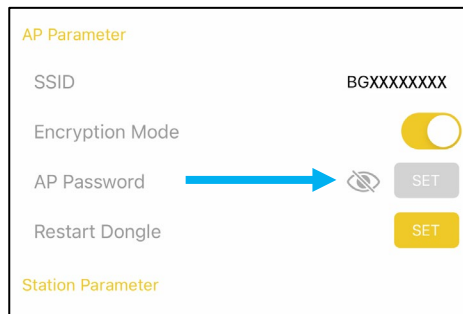 AP Parameter
SSID BGXXXXXXXX
Encryption Mode
AP Password SET
Restart Dongle SET
Station Parameter